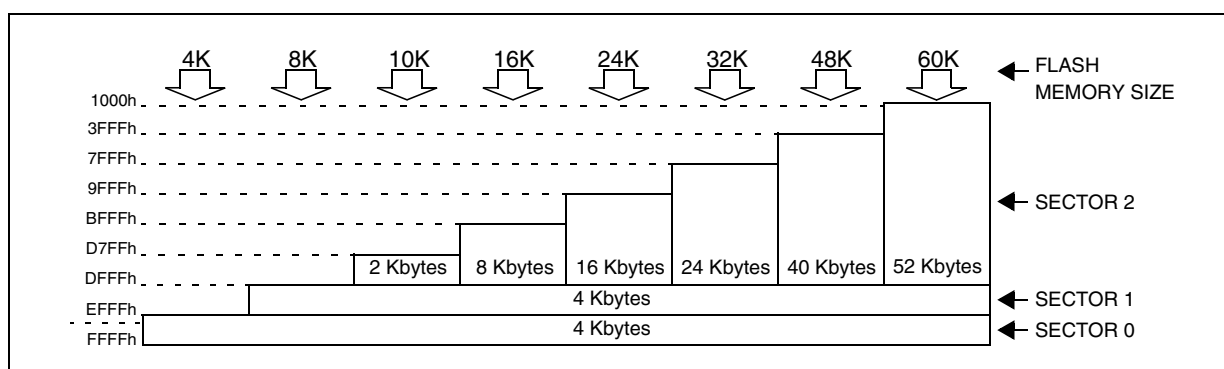 4K 8K 10K 16K 24K 32K 48K 60K FLASH
MEMORY SIZE
1000h
3FFFh
7FFFh
9FFFh
SECTOR 2
BFFFh
D7FFh
2 Kbytes 8 Kbytes 16 Kbytes 24 Kbytes 40 Kbytes 52 Kbytes
DFFFh
4 Kbytes SECTOR 1
EFFFh
4 Kbytes SECTOR 0
FFFFh